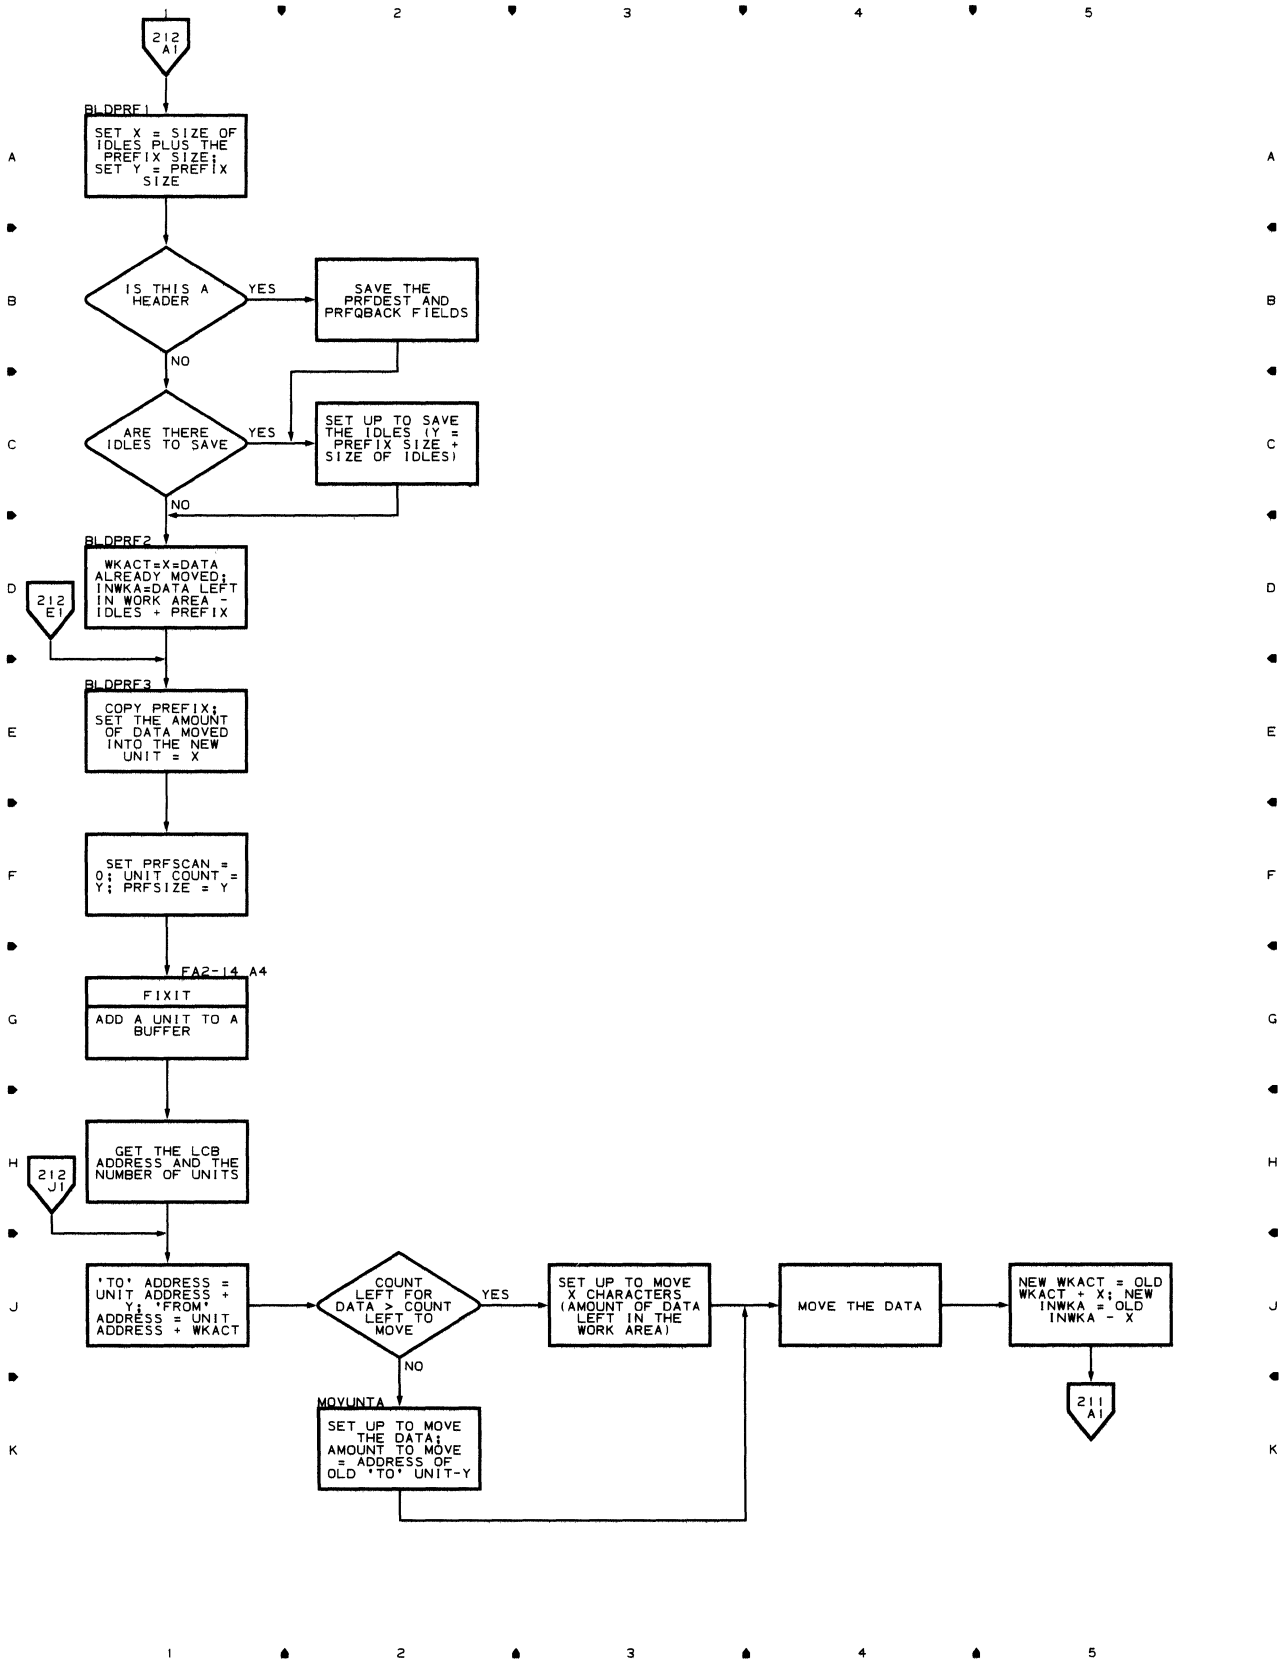 1 2 3 4 5
212
A1
BLDPRF1
SET X = SIZE OF
IDLES PLUS THE
PREFIX SIZE;
SET Y = PREFIX
SIZE
A A
IS THIS A
HEADER
YES
NO
SAVE THE
PRFDEST AND
PRFQBACK FIELDS
B B
ARE THERE
IDLES TO SAVE
YES
NO
SET UP TO SAVE
THE IDLES (Y =
PREFIX SIZE +
SIZE OF IDLES)
C C
BLDPRF2
WKACT=X=DATA
ALREADY MOVED;
INWKA=DATA LEFT
IN WORK AREA -
IDLES + PREFIX
D D
212
E1
BLDPRF3
COPY PREFIX;
SET THE AMOUNT
OF DATA MOVED
INTO THE NEW
UNIT = X
E E
SET PRFSCAN =
0; UNIT COUNT =
Y; PRFSIZE = Y
F F
FA2-14 A4
FIXIT
ADD A UNIT TO A
BUFFER
G G
GET THE LCB
ADDRESS AND THE
NUMBER OF UNITS
H H
212
J1
'TO' ADDRESS =
UNIT ADDRESS +
Y; 'FROM'
ADDRESS = UNIT
ADDRESS + WKACT
COUNT
LEFT FOR
DATA > COUNT
LEFT TO
MOVE
YES
NO
SET UP TO MOVE
X CHARACTERS
(AMOUNT OF DATA
LEFT IN THE
WORK AREA)
MOVE THE DATA
NEW WKACT = OLD
WKACT + X; NEW
INWKA = OLD
INWKA - X
J J
211
A1
MOVUNTA
SET UP TO MOVE
THE DATA;
AMOUNT TO MOVE
= ADDRESS OF
OLD 'TO' UNIT-Y
K K
1 2 3 4 5